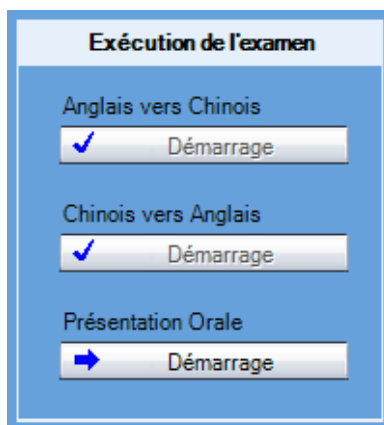 Exécution de l'examen
Anglais vers Chinois
Démarrage
Chinois vers Anglais
Démarrage
Présentation Orale
Démarrage